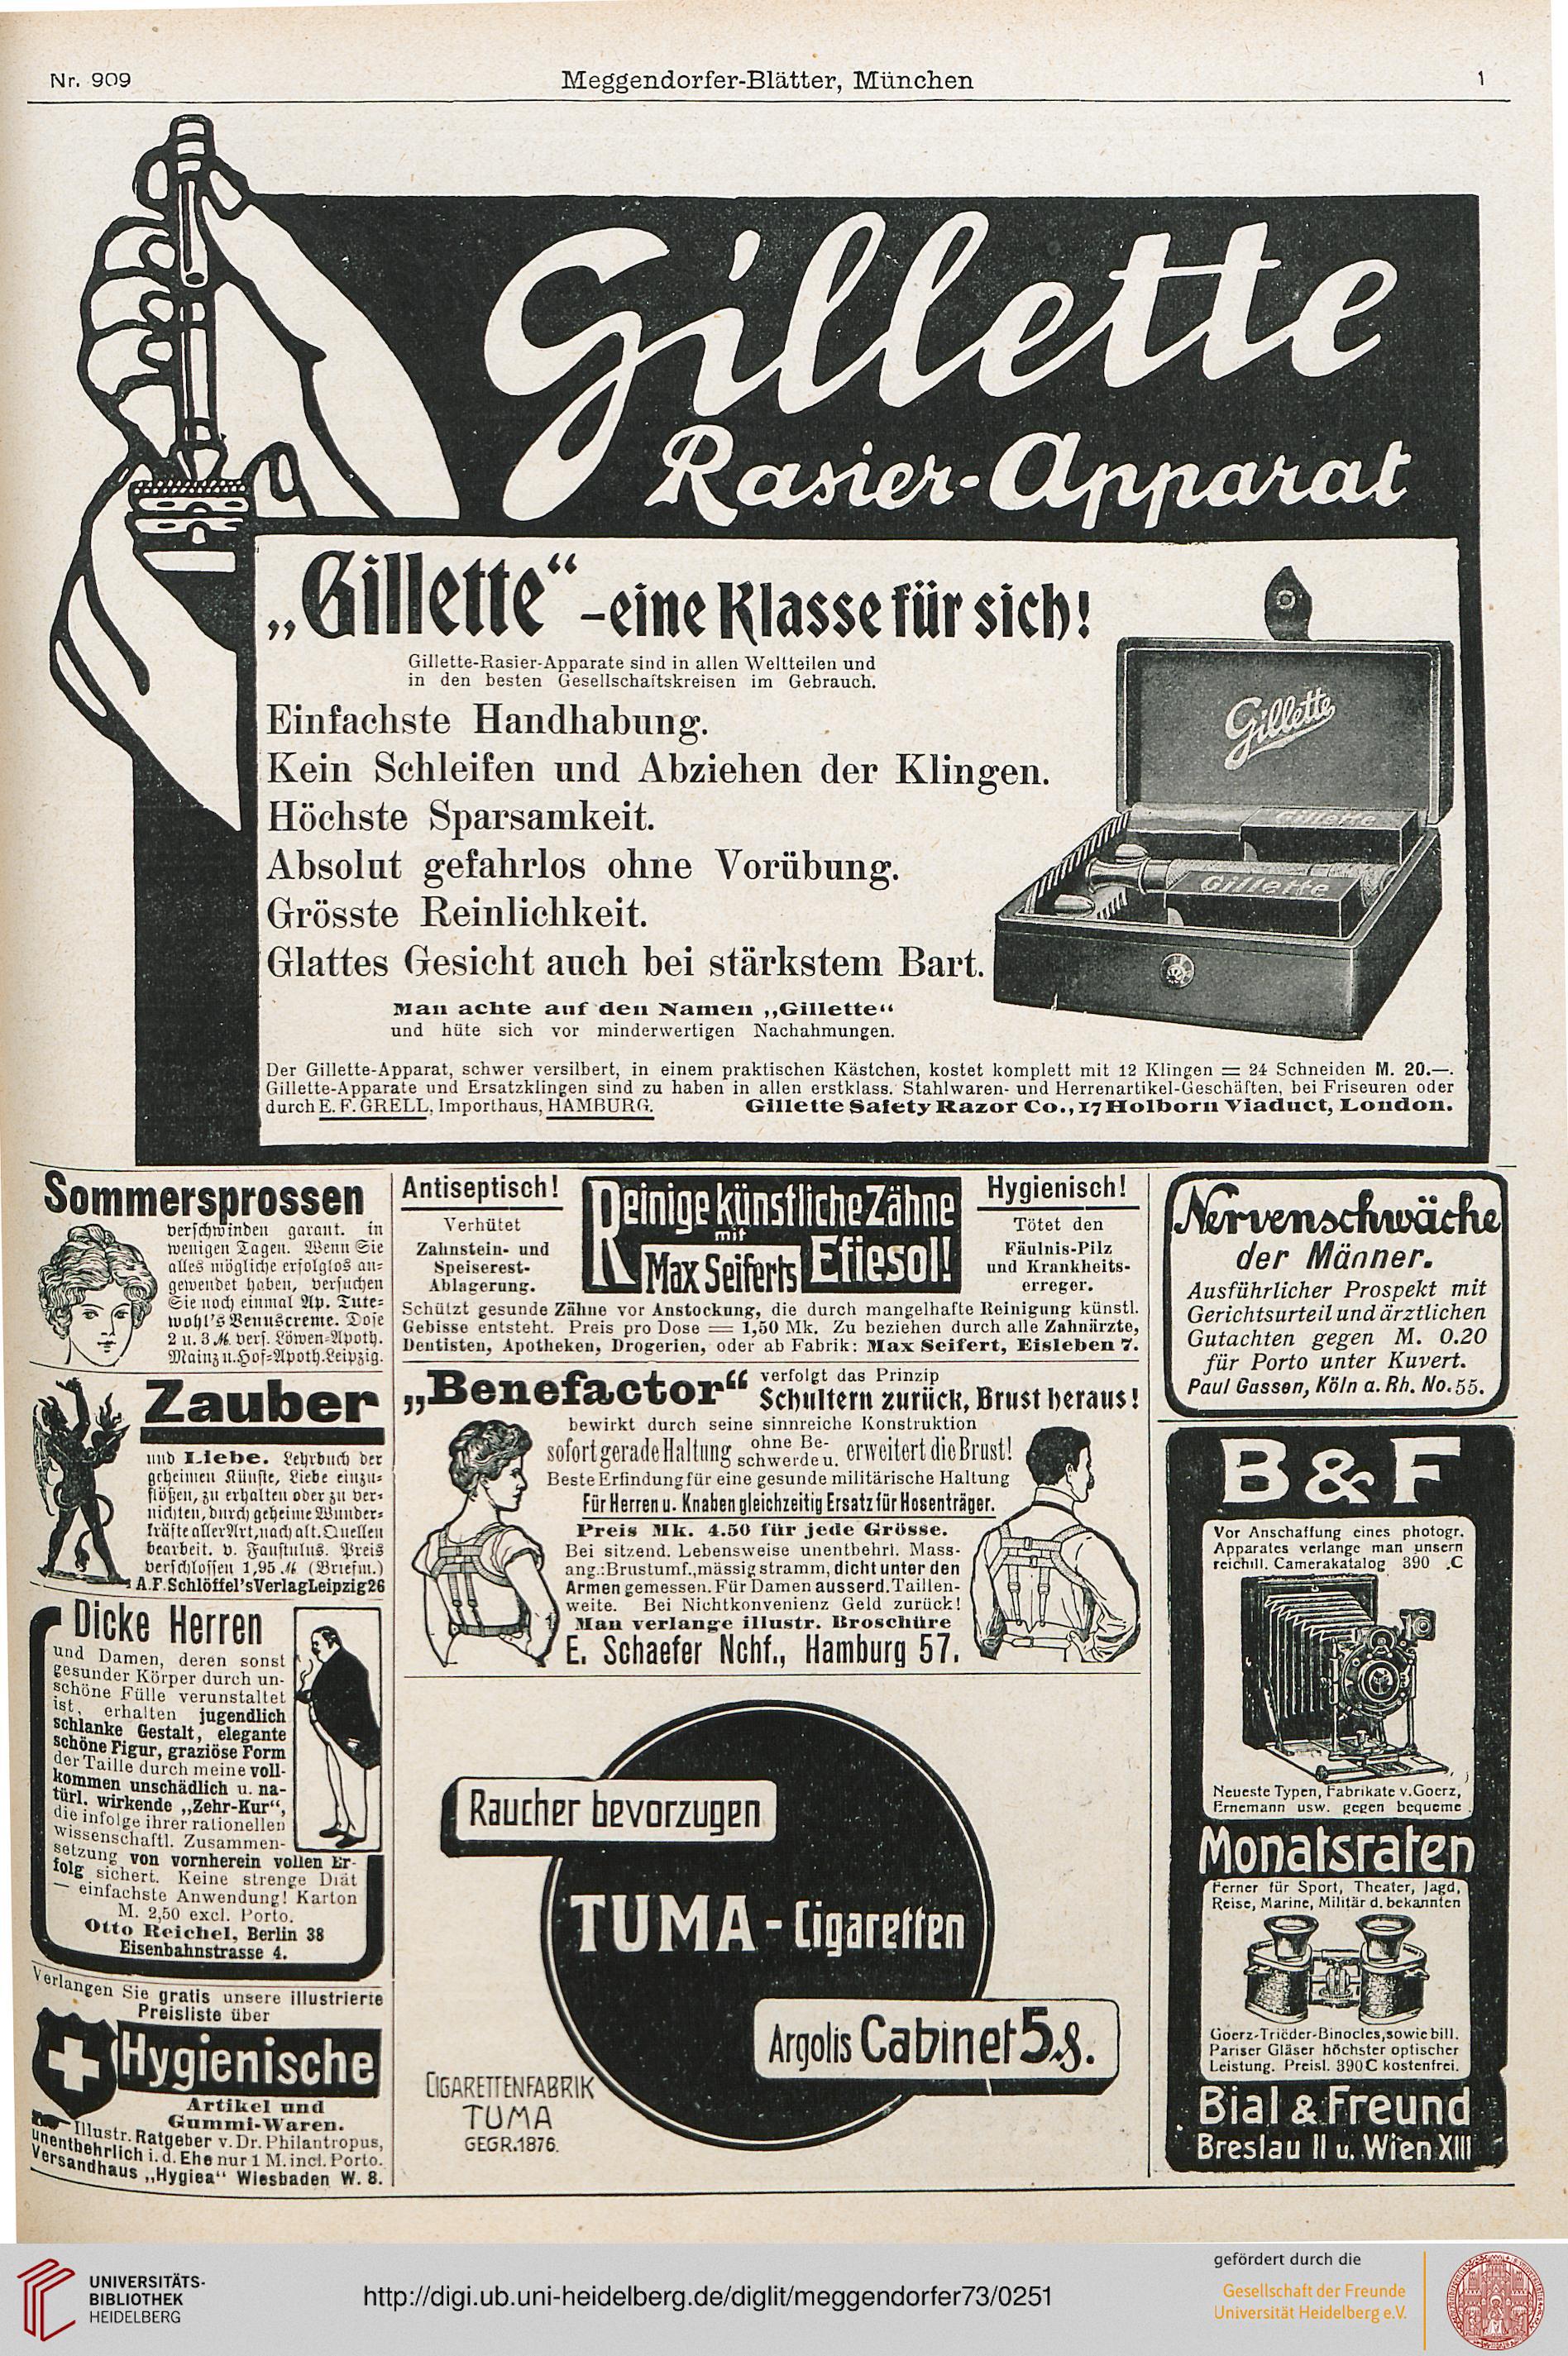 Nr. 909
Meggendorfer-Blätter, München
1
Gillette
Rasier-Apparat
„Gillette“ -eine Klasse für sich!
Gillette-Rasier-Apparate sind in allen Weltteilen und
in den besten Gesellschaftskreisen im Gebrauch.
Einfachste Handhabung.
Kein Schleifen und Abziehen der Klingen.
Höchste Sparsamkeit.
Absolut gefahrlos ohne Vorübung.
Grösste Reinlichkeit.
Glattes Gesicht auch bei stärkstem Bart.
Man achte auf den Namen „Gillette“
und hüte sich vor minderwertigen Nachahmungen.
Gillette
Gillette
Gillette
Der Gillette-Apparat, schwer versilbert, in einem praktischen Kästchen, kostet komplett mit 12 Klingen = 24 Schneiden M. 20.—.
Gillette-Apparate und Ersatzklingen sind zu haben in allen erstklass. Stahlwaren- und Herrenartikel-Geschäften, bei Friseuren oder
durch E. F. GRELL, Importhaus, HAMBURG. Gillette Safety Razor Co., 17 Holborn Viaduct, London.
Sommersprossen
verschwinden garant. in
wenigen Tagen. Wenn Sie
alles mögliche erfolglos an-
gewendet haben, versuchen
Sie noch einmal Ap. Tute-
wohl's Venuscreme. Dose
2 u. 3 M. vers. Löwen-Apoth.
Mainz u. Hof-Apoth. Leipzig.
Zauber
und Liebe. Lehrbuch der
geheimen Künste, Liebe einzu-
flößen, zu erhalten oder zu ver-
nichten, durch geheime Wunder-
kräfte aller Art, nach alt. Quellen
bearbeit. v. Faustulus. Preis
verschlossen 1,95 M (Briefm.)
A.F. Schlöffel's Verlag Leipzig 26
Dicke Herren
und Damen, deren sonst
gesunder Körper durch un-
schöne Fülle verunstaltet
ist, erhalten jugendlich
schlanke Gestalt, elegante
schöne Figur, graziöse Form
der Taille durch meine voll-
kommen unschädlich u. na-
türl. wirkende „Zehr-Kur“,
die infolge ihrer rationellen
wissenschaftl. Zusammen-
setzung von vornherein vollen Er-
folg sichert. Keine strenge Diät
— einfachste Anwendung! Karton
M. 2,50 excl. Porto.
Otto Reichel, Berlin 38
Eisenbahnstrasse 4.
Verlangen Sie gratis unsere illustrierte
Preisliste über
Hygienische
Artikel und
Gummi-Waren.
Illustr. Ratgeber v. Dr. Philantropus,
unentbehrlich i. d. Ehe nur 1 M. incl. Porto.
Versandhaus „Hygiea“ Wiesbaden W. 8.
Antiseptisch!
Verhütet
Zahnstein- und
Speiserest-
Ablagerung.
Reinige künstliche Zähne
mit
Max Seiferts Efiesol!
Hygienisch!
Tötet den
Fäulnis-Pilz
und Krankheits-
erreger.
Schützt gesunde Zähne vor Anstockung, die durch mangelhafte Reinigung künstl.
Gebisse entsteht. Preis pro Dose = 1,50 Mk. Zu beziehen durch alle Zahnärzte,
Dentisten, Apotheken, Drogerien, oder ab Fabrik: Max Seifert, Eisleben 7.
„Benefactor“ verfolgt das Prinzip
Schultern zurück, Brust heraus!
bewirkt durch seine sinnreiche Konstruktion
sofort gerade Haltung ohne Be-
schwerde u. erweitert die Brust!
Beste Erfindung für eine gesunde militärische Haltung
Für Herren u. Knaben gleichzeitig Ersatz für Hosenträger.
Preis Mk. 4.50 für jede Grösse.
Bei sitzend. Lebensweise unentbehrl. Mass-
ang.: Brustumf., mässig stramm, dicht unter den
Armen gemessen. Für Damen ausserd. Taillen-
weite. Bei Nichtkonvenienz Geld zurück!
Man verlange illustr. Broschüre
E. Schaefer Nchf., Hamburg 57.
Raucher bevorzugen
TUMA - Cigaretten
Argolis Cabinet 5 ₰.
CIGARETTENFABRIK
TUMA
GEGR. 1876.
Nervenschwäche
der Männer.
Ausführlicher Prospekt mit
Gerichtsurteil und ärztlichen
Gutachten gegen M. 0.20
für Porto unter Kuvert.
Paul Gassen, Köln a. Rh. No. 55.
B & F
Vor Anschaffung eines photogr.
Apparates verlange man unsern
reichill. Camerakatalog 390 C
Neueste Typen, Fabrikate v. Goerz,
Ernemann usw. gegen bequeme
Monatsraten
Ferner für Sport, Theater, Jagd,
Reise, Marine, Militär d. bekannten
Goerz-Triëder-Binocles, sowie bill.
Pariser Gläser höchster optischer
Leistung. Preisl. 390 C kostenfrei.
Bial & Freund
Breslau II u. Wien XIII
UNIVERSITÄTS-
BIBLIOTHEK
HEIDELBERG
http://digi.ub.uni-heidelberg.de/diglit/meggendorfer73/0251
gefördert durch die
Gesellschaft der Freunde
Universität Heidelberg e.V.